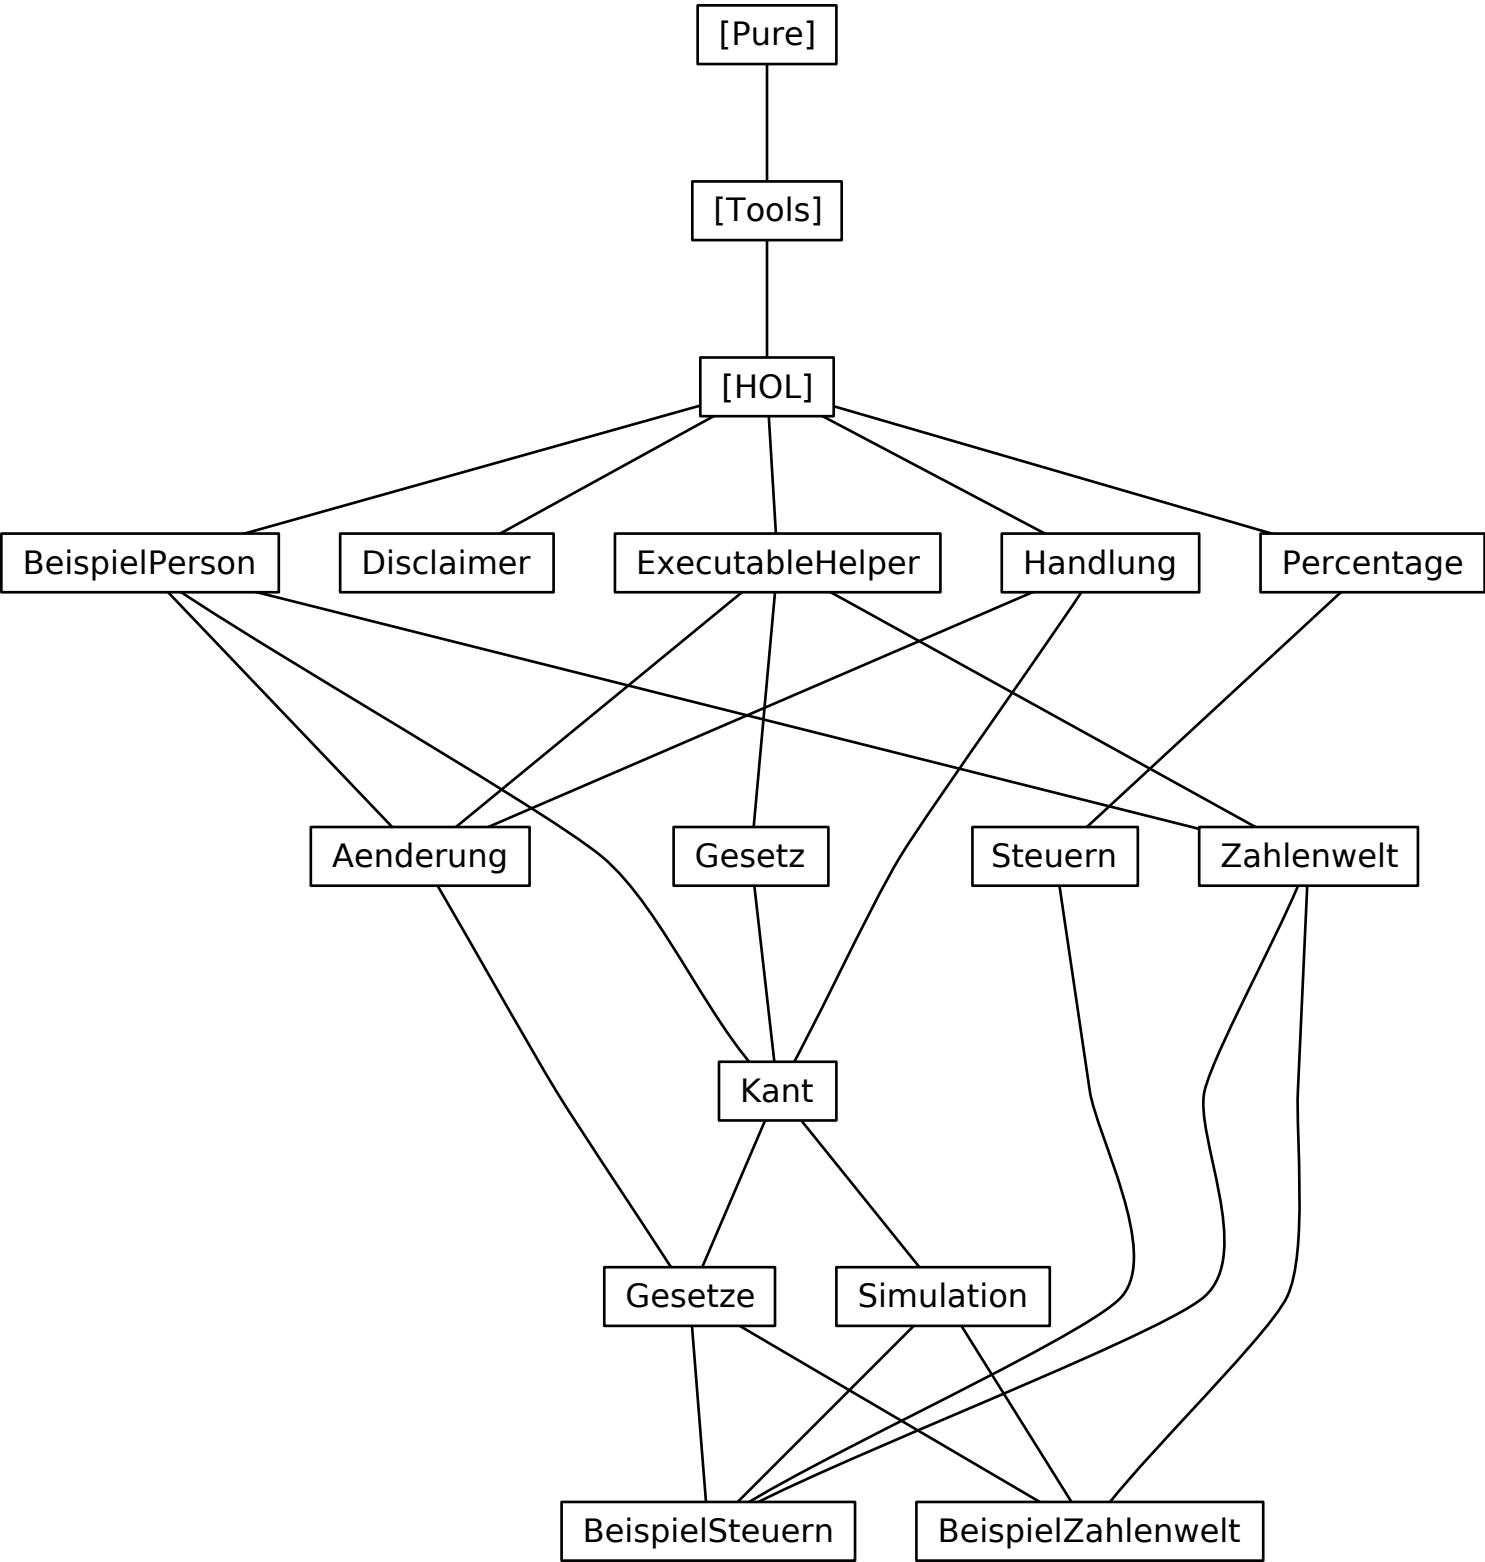 [Pure]
[Tools]
[HOL]
BeispielPerson
Disclaimer
ExecutableHelper
Handlung
Percentage
Aenderung
Gesetz
Steuern
Zahlenwelt
Kant
Gesetze
Simulation
BeispielSteuern
BeispielZahlenwelt